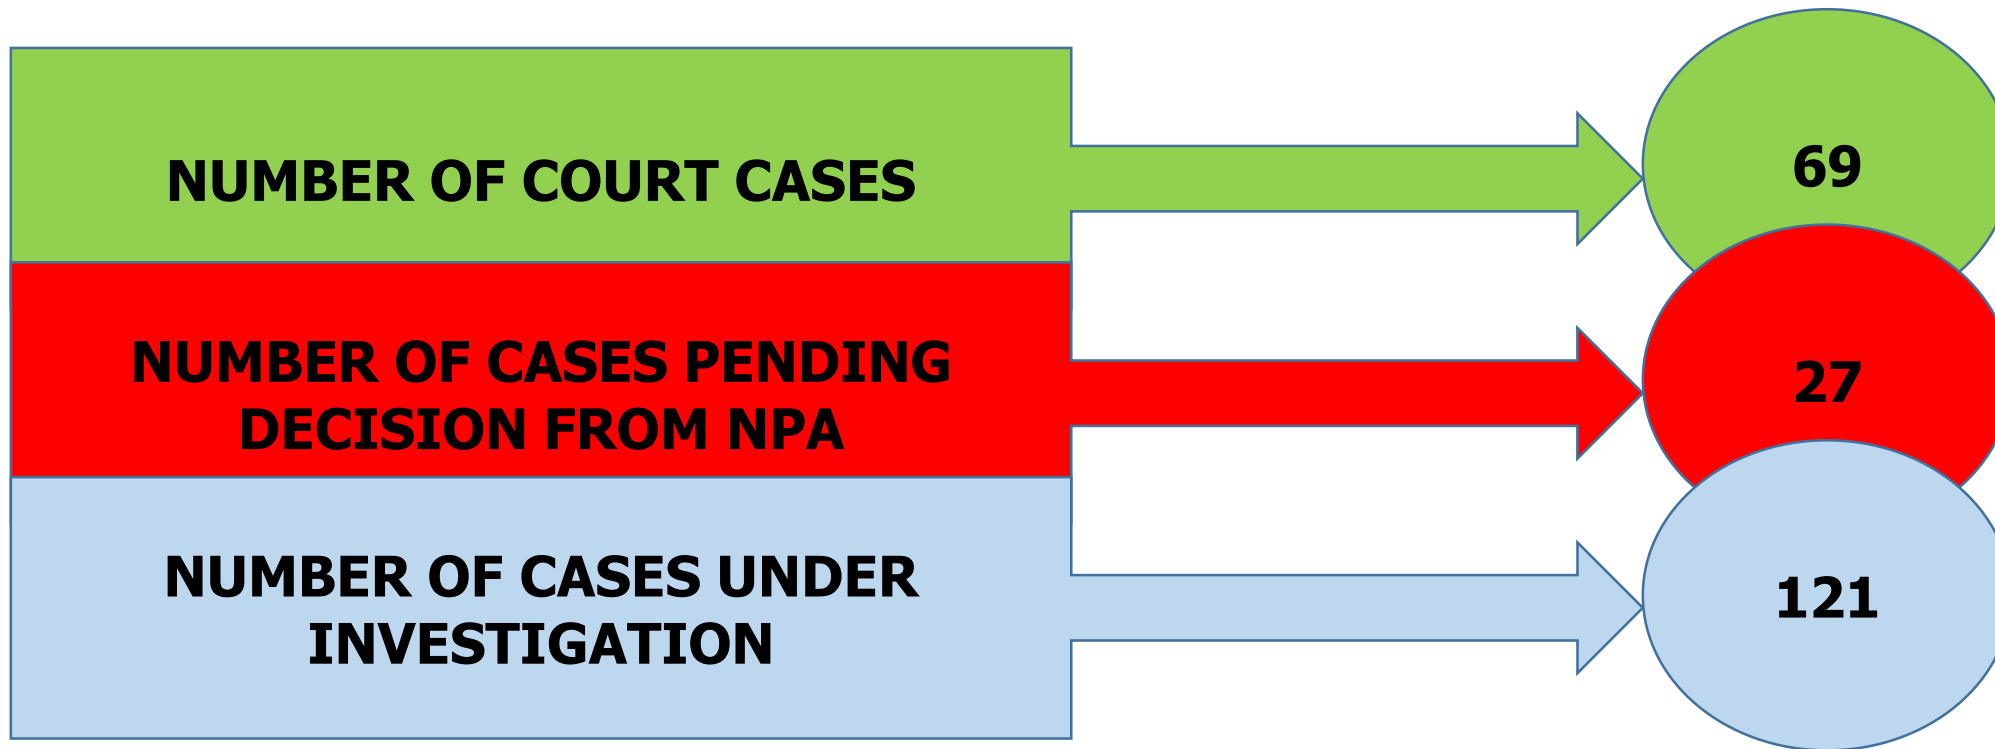 NUMBER OF COURT CASES
69
NUMBER OF CASES PENDING
DECISION FROM NPA
27
NUMBER OF CASES UNDER
INVESTIGATION
121